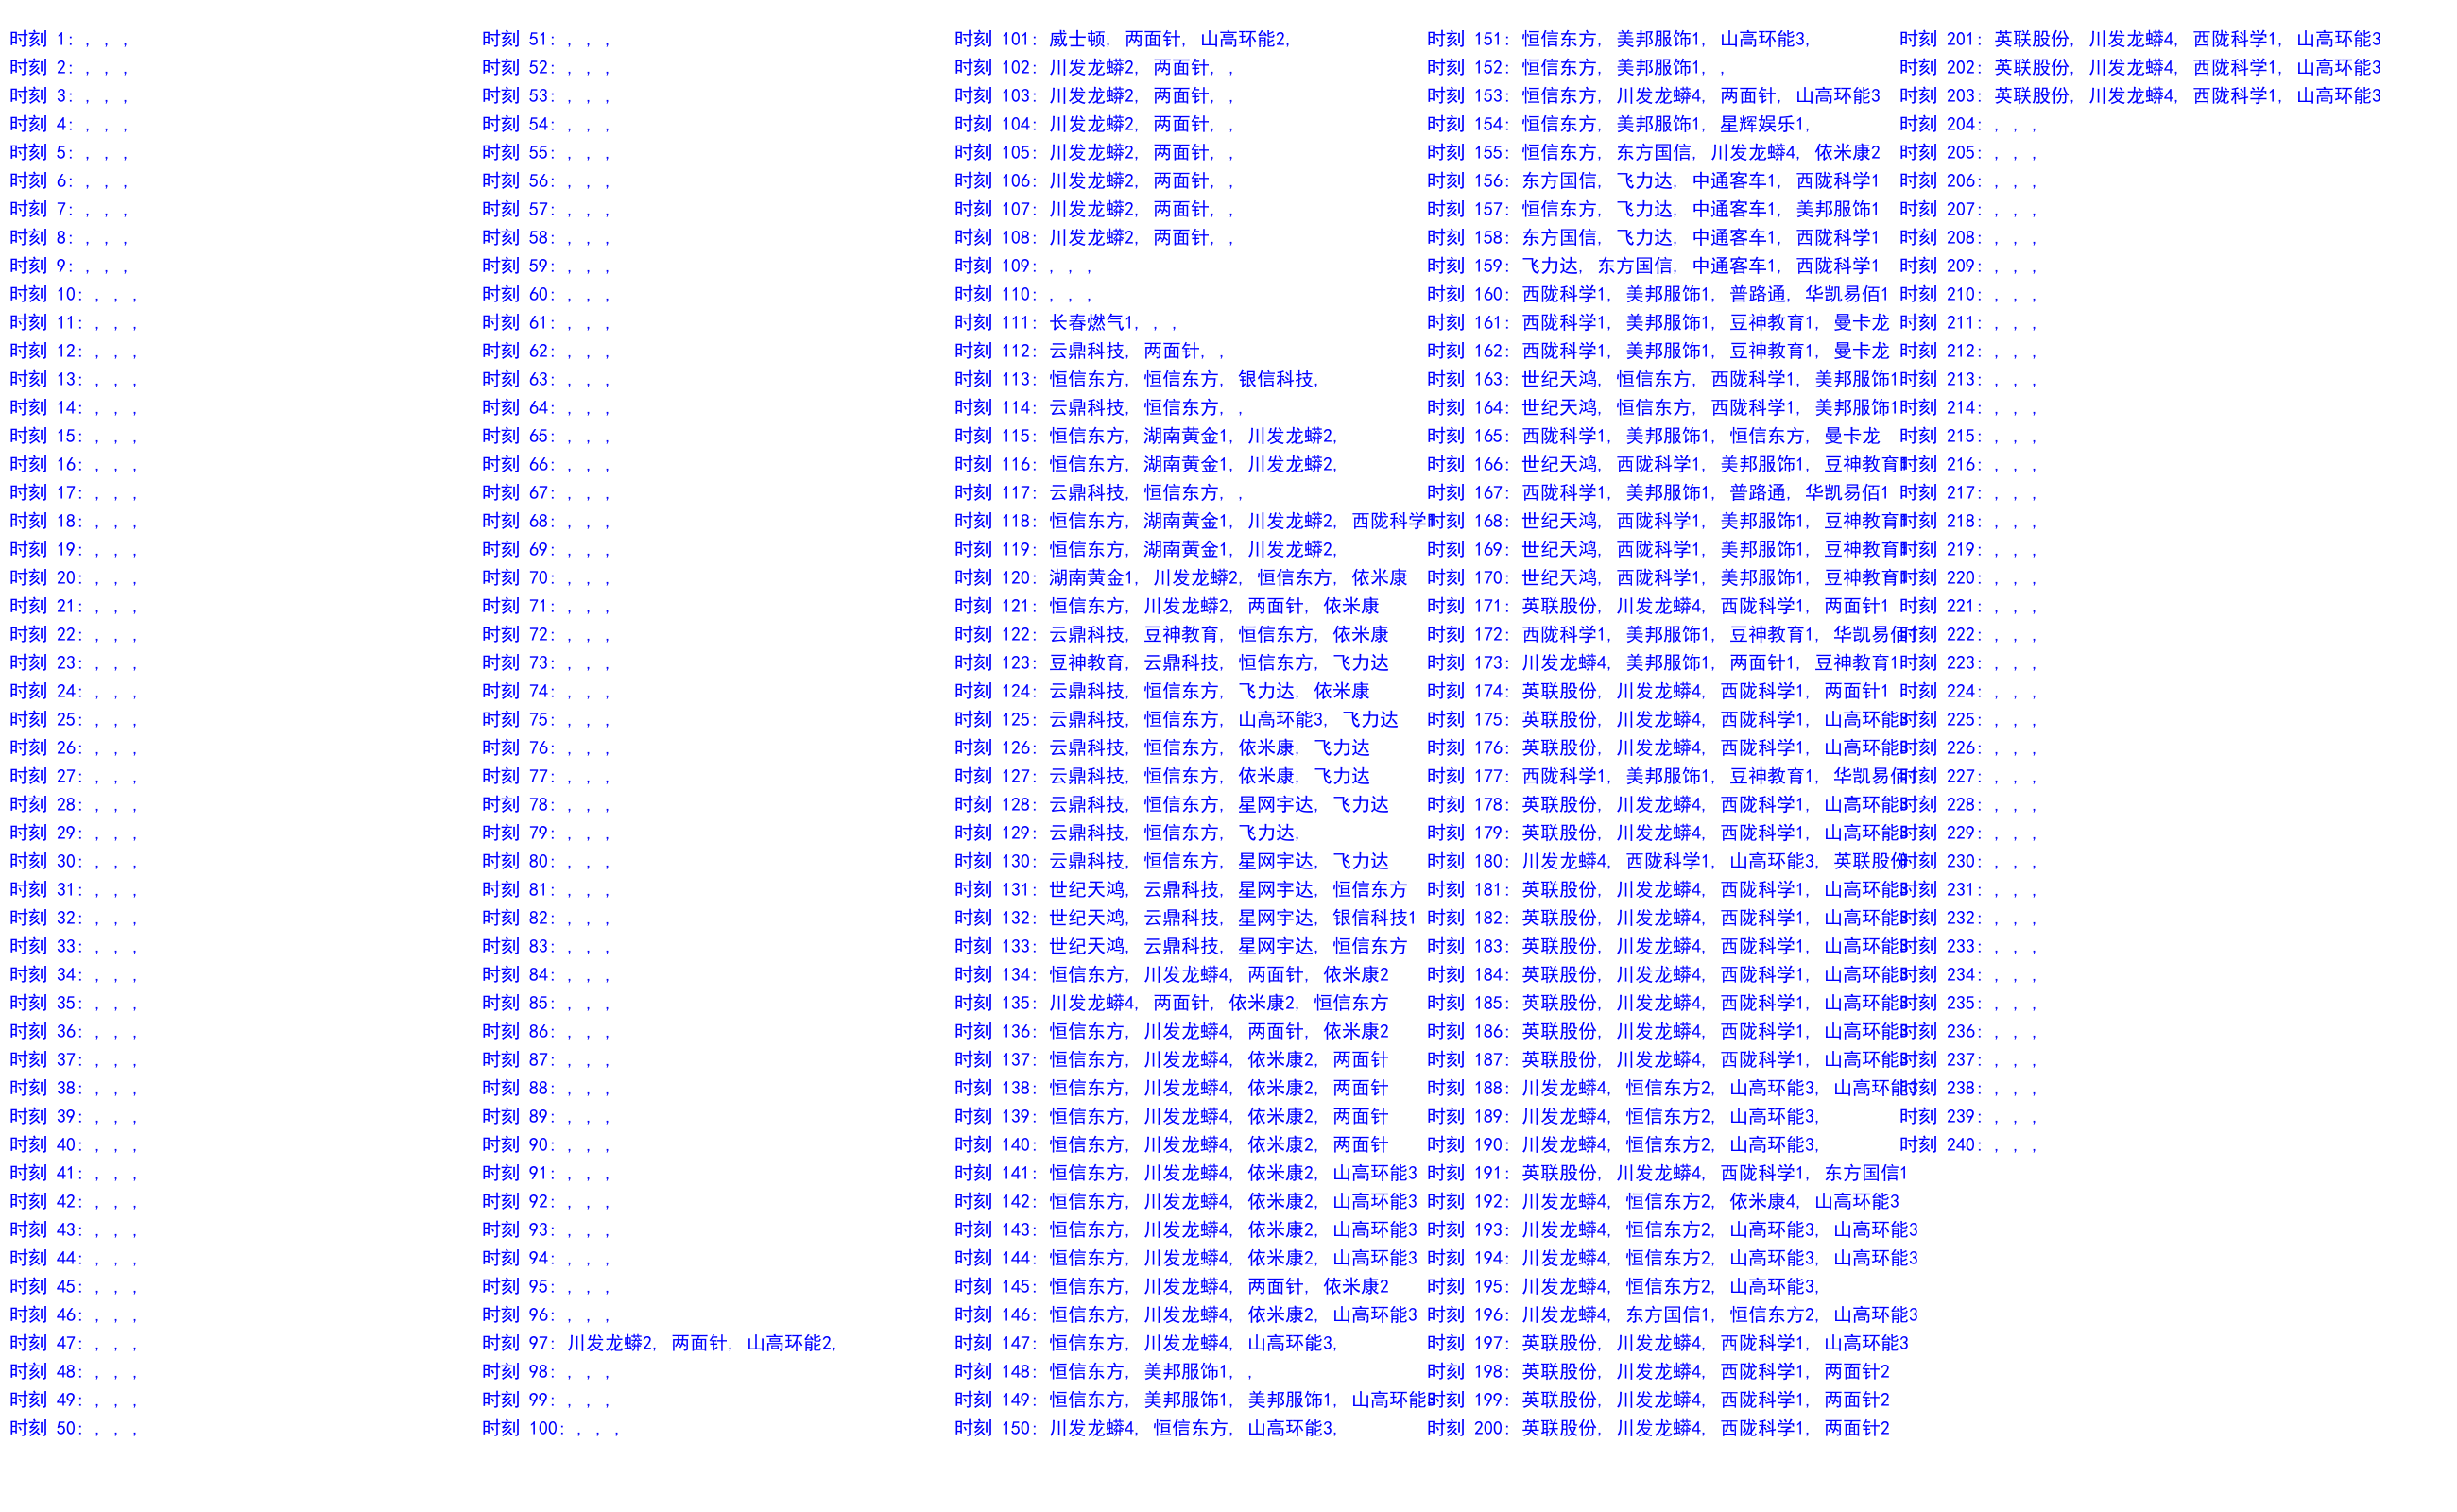 时刻 1: , , ,
时刻 2: , , ,
时刻 3: , , ,
时刻 4: , , ,
时刻 5: , , ,
时刻 6: , , ,
时刻 7: , , ,
时刻 8: , , ,
时刻 9: , , ,
时刻 10: , , ,
时刻 11: , , ,
时刻 12: , , ,
时刻 13: , , ,
时刻 14: , , ,
时刻 15: , , ,
时刻 16: , , ,
时刻 17: , , ,
时刻 18: , , ,
时刻 19: , , ,
时刻 20: , , ,
时刻 21: , , ,
时刻 22: , , ,
时刻 23: , , ,
时刻 24: , , ,
时刻 25: , , ,
时刻 26: , , ,
时刻 27: , , ,
时刻 28: , , ,
时刻 29: , , ,
时刻 30: , , ,
时刻 31: , , ,
时刻 32: , , ,
时刻 33: , , ,
时刻 34: , , ,
时刻 35: , , ,
时刻 36: , , ,
时刻 37: , , ,
时刻 38: , , ,
时刻 39: , , ,
时刻 40: , , ,
时刻 41: , , ,
时刻 42: , , ,
时刻 43: , , ,
时刻 44: , , ,
时刻 45: , , ,
时刻 46: , , ,
时刻 47: , , ,
时刻 48: , , ,
时刻 49: , , ,
时刻 50: , , ,
时刻 51: , , ,
时刻 52: , , ,
时刻 53: , , ,
时刻 54: , , ,
时刻 55: , , ,
时刻 56: , , ,
时刻 57: , , ,
时刻 58: , , ,
时刻 59: , , ,
时刻 60: , , ,
时刻 61: , , ,
时刻 62: , , ,
时刻 63: , , ,
时刻 64: , , ,
时刻 65: , , ,
时刻 66: , , ,
时刻 67: , , ,
时刻 68: , , ,
时刻 69: , , ,
时刻 70: , , ,
时刻 71: , , ,
时刻 72: , , ,
时刻 73: , , ,
时刻 74: , , ,
时刻 75: , , ,
时刻 76: , , ,
时刻 77: , , ,
时刻 78: , , ,
时刻 79: , , ,
时刻 80: , , ,
时刻 81: , , ,
时刻 82: , , ,
时刻 83: , , ,
时刻 84: , , ,
时刻 85: , , ,
时刻 86: , , ,
时刻 87: , , ,
时刻 88: , , ,
时刻 89: , , ,
时刻 90: , , ,
时刻 91: , , ,
时刻 92: , , ,
时刻 93: , , ,
时刻 94: , , ,
时刻 95: , , ,
时刻 96: , , ,
时刻 97: 川发龙蟒2, 两面针, 山高环能2,
时刻 98: , , ,
时刻 99: , , ,
时刻 100: , , ,
时刻 101: 威士顿, 两面针, 山高环能2,
时刻 102: 川发龙蟒2, 两面针, ,
时刻 103: 川发龙蟒2, 两面针, ,
时刻 104: 川发龙蟒2, 两面针, ,
时刻 105: 川发龙蟒2, 两面针, ,
时刻 106: 川发龙蟒2, 两面针, ,
时刻 107: 川发龙蟒2, 两面针, ,
时刻 108: 川发龙蟒2, 两面针, ,
时刻 109: , , ,
时刻 110: , , ,
时刻 111: 长春燃气1, , ,
时刻 112: 云鼎科技, 两面针, ,
时刻 113: 恒信东方, 恒信东方, 银信科技,
时刻 114: 云鼎科技, 恒信东方, ,
时刻 115: 恒信东方, 湖南黄金1, 川发龙蟒2,
时刻 116: 恒信东方, 湖南黄金1, 川发龙蟒2,
时刻 117: 云鼎科技, 恒信东方, ,
时刻 118: 恒信东方, 湖南黄金1, 川发龙蟒2, 西陇科学1
时刻 119: 恒信东方, 湖南黄金1, 川发龙蟒2,
时刻 120: 湖南黄金1, 川发龙蟒2, 恒信东方, 依米康
时刻 121: 恒信东方, 川发龙蟒2, 两面针, 依米康
时刻 122: 云鼎科技, 豆神教育, 恒信东方, 依米康
时刻 123: 豆神教育, 云鼎科技, 恒信东方, 飞力达
时刻 124: 云鼎科技, 恒信东方, 飞力达, 依米康
时刻 125: 云鼎科技, 恒信东方, 山高环能3, 飞力达
时刻 126: 云鼎科技, 恒信东方, 依米康, 飞力达
时刻 127: 云鼎科技, 恒信东方, 依米康, 飞力达
时刻 128: 云鼎科技, 恒信东方, 星网宇达, 飞力达
时刻 129: 云鼎科技, 恒信东方, 飞力达,
时刻 130: 云鼎科技, 恒信东方, 星网宇达, 飞力达
时刻 131: 世纪天鸿, 云鼎科技, 星网宇达, 恒信东方
时刻 132: 世纪天鸿, 云鼎科技, 星网宇达, 银信科技1
时刻 133: 世纪天鸿, 云鼎科技, 星网宇达, 恒信东方
时刻 134: 恒信东方, 川发龙蟒4, 两面针, 依米康2
时刻 135: 川发龙蟒4, 两面针, 依米康2, 恒信东方
时刻 136: 恒信东方, 川发龙蟒4, 两面针, 依米康2
时刻 137: 恒信东方, 川发龙蟒4, 依米康2, 两面针
时刻 138: 恒信东方, 川发龙蟒4, 依米康2, 两面针
时刻 139: 恒信东方, 川发龙蟒4, 依米康2, 两面针
时刻 140: 恒信东方, 川发龙蟒4, 依米康2, 两面针
时刻 141: 恒信东方, 川发龙蟒4, 依米康2, 山高环能3
时刻 142: 恒信东方, 川发龙蟒4, 依米康2, 山高环能3
时刻 143: 恒信东方, 川发龙蟒4, 依米康2, 山高环能3
时刻 144: 恒信东方, 川发龙蟒4, 依米康2, 山高环能3
时刻 145: 恒信东方, 川发龙蟒4, 两面针, 依米康2
时刻 146: 恒信东方, 川发龙蟒4, 依米康2, 山高环能3
时刻 147: 恒信东方, 川发龙蟒4, 山高环能3,
时刻 148: 恒信东方, 美邦服饰1, ,
时刻 149: 恒信东方, 美邦服饰1, 美邦服饰1, 山高环能3
时刻 150: 川发龙蟒4, 恒信东方, 山高环能3,
时刻 151: 恒信东方, 美邦服饰1, 山高环能3,
时刻 152: 恒信东方, 美邦服饰1, ,
时刻 153: 恒信东方, 川发龙蟒4, 两面针, 山高环能3
时刻 154: 恒信东方, 美邦服饰1, 星辉娱乐1,
时刻 155: 恒信东方, 东方国信, 川发龙蟒4, 依米康2
时刻 156: 东方国信, 飞力达, 中通客车1, 西陇科学1
时刻 157: 恒信东方, 飞力达, 中通客车1, 美邦服饰1
时刻 158: 东方国信, 飞力达, 中通客车1, 西陇科学1
时刻 159: 飞力达, 东方国信, 中通客车1, 西陇科学1
时刻 160: 西陇科学1, 美邦服饰1, 普路通, 华凯易佰1
时刻 161: 西陇科学1, 美邦服饰1, 豆神教育1, 曼卡龙
时刻 162: 西陇科学1, 美邦服饰1, 豆神教育1, 曼卡龙
时刻 163: 世纪天鸿, 恒信东方, 西陇科学1, 美邦服饰1
时刻 164: 世纪天鸿, 恒信东方, 西陇科学1, 美邦服饰1
时刻 165: 西陇科学1, 美邦服饰1, 恒信东方, 曼卡龙
时刻 166: 世纪天鸿, 西陇科学1, 美邦服饰1, 豆神教育1
时刻 167: 西陇科学1, 美邦服饰1, 普路通, 华凯易佰1
时刻 168: 世纪天鸿, 西陇科学1, 美邦服饰1, 豆神教育1
时刻 169: 世纪天鸿, 西陇科学1, 美邦服饰1, 豆神教育1
时刻 170: 世纪天鸿, 西陇科学1, 美邦服饰1, 豆神教育1
时刻 171: 英联股份, 川发龙蟒4, 西陇科学1, 两面针1
时刻 172: 西陇科学1, 美邦服饰1, 豆神教育1, 华凯易佰1
时刻 173: 川发龙蟒4, 美邦服饰1, 两面针1, 豆神教育1
时刻 174: 英联股份, 川发龙蟒4, 西陇科学1, 两面针1
时刻 175: 英联股份, 川发龙蟒4, 西陇科学1, 山高环能3
时刻 176: 英联股份, 川发龙蟒4, 西陇科学1, 山高环能3
时刻 177: 西陇科学1, 美邦服饰1, 豆神教育1, 华凯易佰1
时刻 178: 英联股份, 川发龙蟒4, 西陇科学1, 山高环能3
时刻 179: 英联股份, 川发龙蟒4, 西陇科学1, 山高环能3
时刻 180: 川发龙蟒4, 西陇科学1, 山高环能3, 英联股份
时刻 181: 英联股份, 川发龙蟒4, 西陇科学1, 山高环能3
时刻 182: 英联股份, 川发龙蟒4, 西陇科学1, 山高环能3
时刻 183: 英联股份, 川发龙蟒4, 西陇科学1, 山高环能3
时刻 184: 英联股份, 川发龙蟒4, 西陇科学1, 山高环能3
时刻 185: 英联股份, 川发龙蟒4, 西陇科学1, 山高环能3
时刻 186: 英联股份, 川发龙蟒4, 西陇科学1, 山高环能3
时刻 187: 英联股份, 川发龙蟒4, 西陇科学1, 山高环能3
时刻 188: 川发龙蟒4, 恒信东方2, 山高环能3, 山高环能3
时刻 189: 川发龙蟒4, 恒信东方2, 山高环能3,
时刻 190: 川发龙蟒4, 恒信东方2, 山高环能3,
时刻 191: 英联股份, 川发龙蟒4, 西陇科学1, 东方国信1
时刻 192: 川发龙蟒4, 恒信东方2, 依米康4, 山高环能3
时刻 193: 川发龙蟒4, 恒信东方2, 山高环能3, 山高环能3
时刻 194: 川发龙蟒4, 恒信东方2, 山高环能3, 山高环能3
时刻 195: 川发龙蟒4, 恒信东方2, 山高环能3,
时刻 196: 川发龙蟒4, 东方国信1, 恒信东方2, 山高环能3
时刻 197: 英联股份, 川发龙蟒4, 西陇科学1, 山高环能3
时刻 198: 英联股份, 川发龙蟒4, 西陇科学1, 两面针2
时刻 199: 英联股份, 川发龙蟒4, 西陇科学1, 两面针2
时刻 200: 英联股份, 川发龙蟒4, 西陇科学1, 两面针2
时刻 201: 英联股份, 川发龙蟒4, 西陇科学1, 山高环能3
时刻 202: 英联股份, 川发龙蟒4, 西陇科学1, 山高环能3
时刻 203: 英联股份, 川发龙蟒4, 西陇科学1, 山高环能3
时刻 204: , , ,
时刻 205: , , ,
时刻 206: , , ,
时刻 207: , , ,
时刻 208: , , ,
时刻 209: , , ,
时刻 210: , , ,
时刻 211: , , ,
时刻 212: , , ,
时刻 213: , , ,
时刻 214: , , ,
时刻 215: , , ,
时刻 216: , , ,
时刻 217: , , ,
时刻 218: , , ,
时刻 219: , , ,
时刻 220: , , ,
时刻 221: , , ,
时刻 222: , , ,
时刻 223: , , ,
时刻 224: , , ,
时刻 225: , , ,
时刻 226: , , ,
时刻 227: , , ,
时刻 228: , , ,
时刻 229: , , ,
时刻 230: , , ,
时刻 231: , , ,
时刻 232: , , ,
时刻 233: , , ,
时刻 234: , , ,
时刻 235: , , ,
时刻 236: , , ,
时刻 237: , , ,
时刻 238: , , ,
时刻 239: , , ,
时刻 240: , , ,